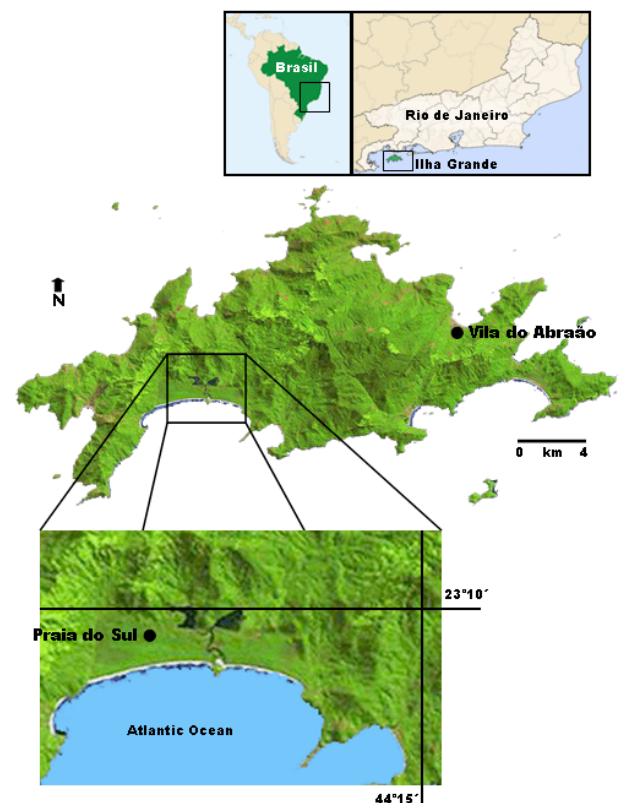 Brasil
Rio de Janeiro
Ilha Grande
N
Vila do Abraão
0 km 4
23°10´
Praia do Sul
Atlantic Ocean
44°15´